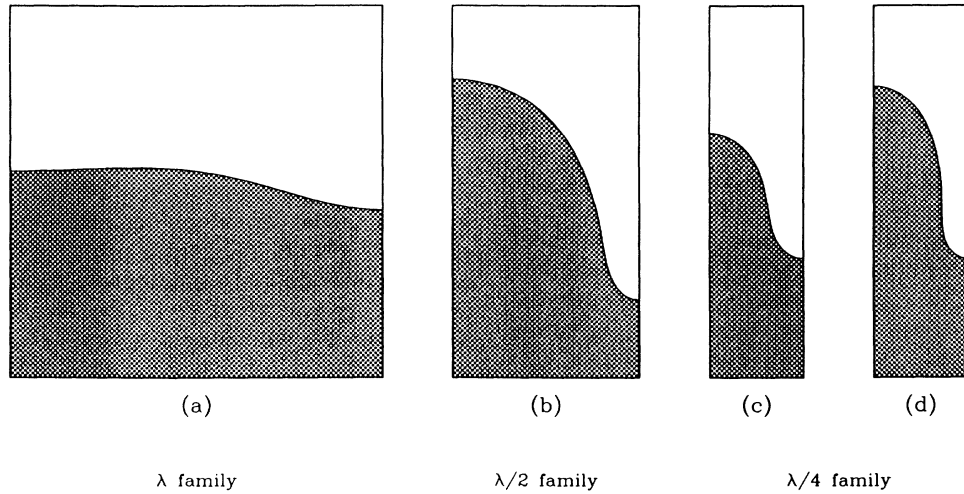 (a) (b) (c) (d)
λ family λ/2 family λ/4 family